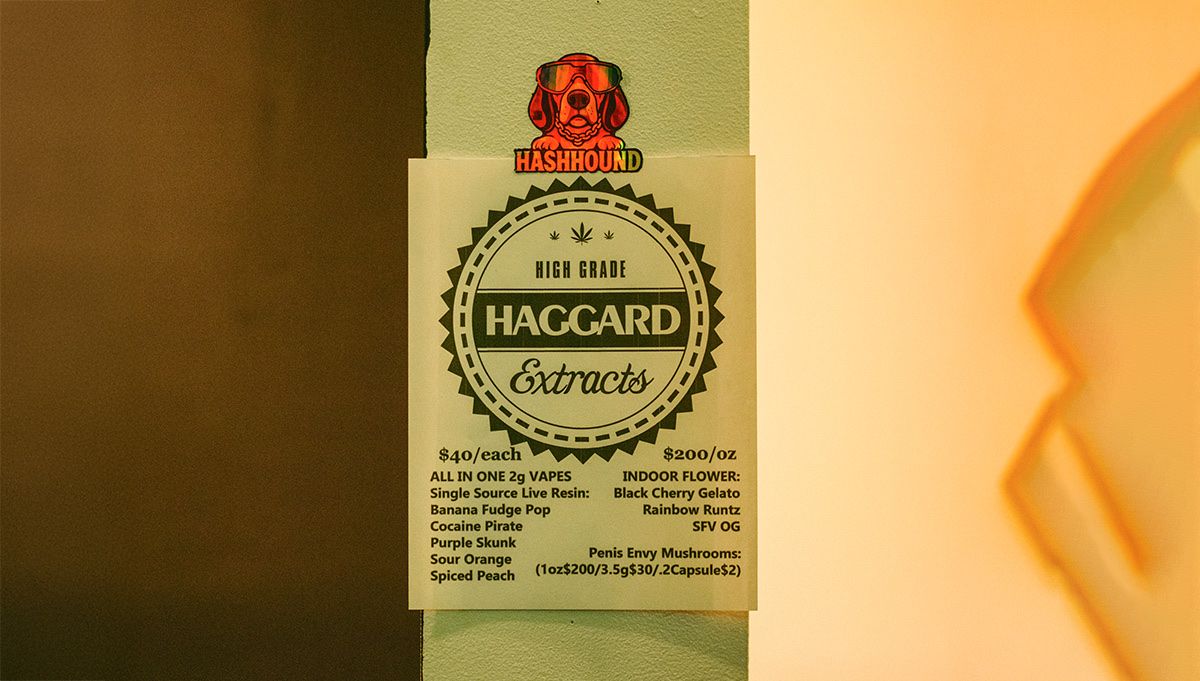 HASHHOUND
HIGH GRADE
HAGGARD
Extracts
$40/each
ALL IN ONE 2g VAPES
Single Source Live Resin:
Banana Fudge Pop
Cocaine Pirate
Purple Skunk
Sour Orange
Spiced Peach
$200/oz
INDOOR FLOWER:
Black Cherry Gelato
Rainbow Runtz
SFV OG
Penis Envy Mushrooms:
(1oz$200/3.5g$30/.2Capsule$2)